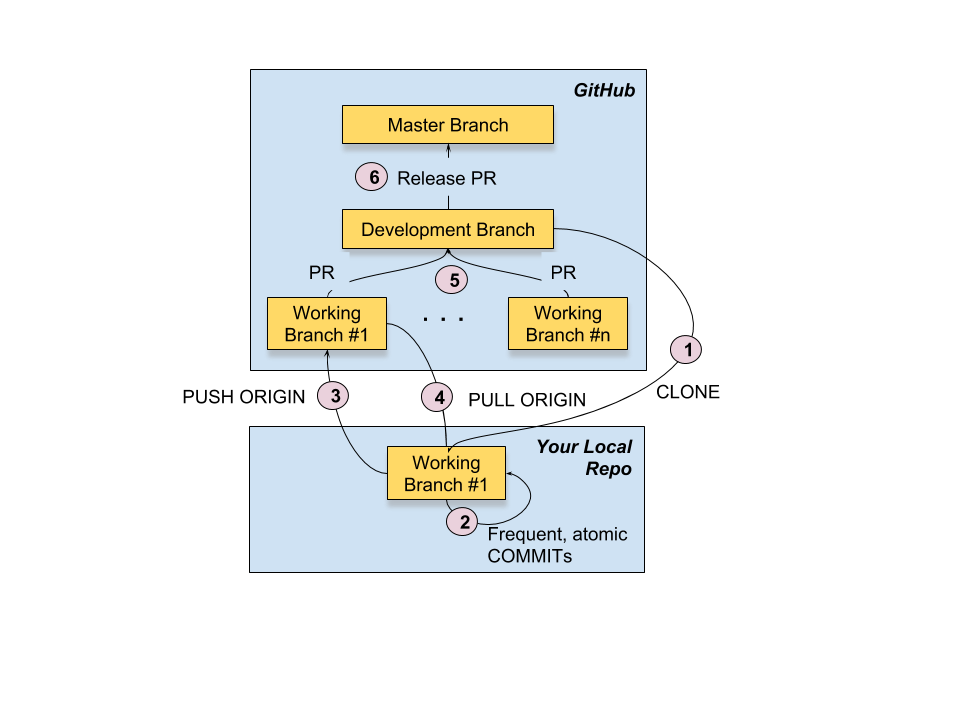 GitHub
Master Branch
6 Release PR
Development Branch
PR
5
PR
Working
Branch #1
. . .
Working
Branch #n
1
CLONE
PUSH ORIGIN
3
4
PULL ORIGIN
Your Local
Repo
Working
Branch #1
2
Frequent, atomic
COMMITs